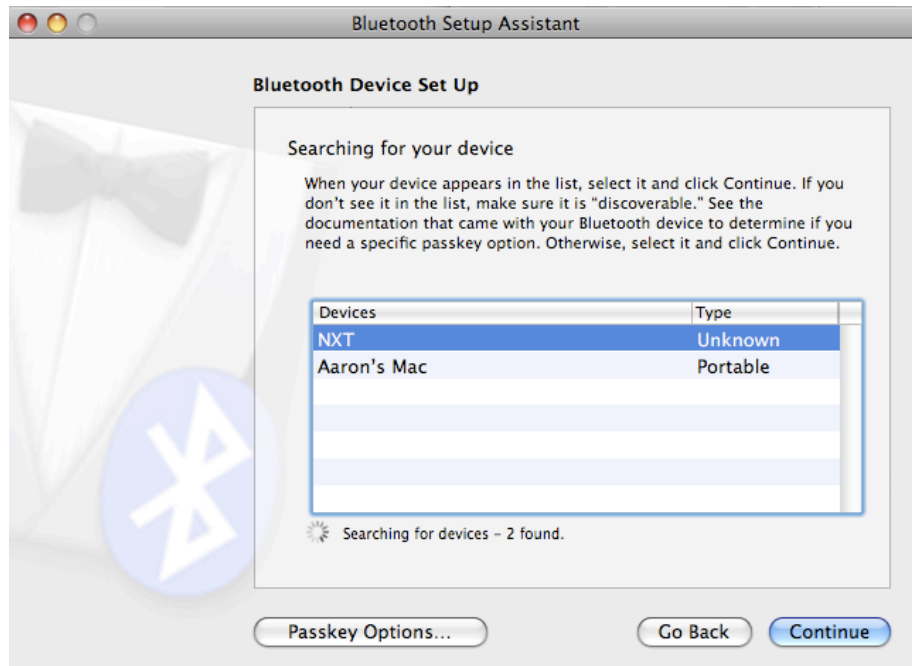 Bluetooth Setup Assistant
Bluetooth Device Set Up
Searching for your device
When your device appears in the list, select it and click Continue. If you
don't see it in the list, make sure it is “discoverable.” See the
documentation that came with your Bluetooth device to determine if you
need a specific passkey option. Otherwise, select it and click Continue.
Devices Type
NXT Unknown
Aaron's Mac Portable
Searching for devices – 2 found.
Passkey Options... Go Back Continue